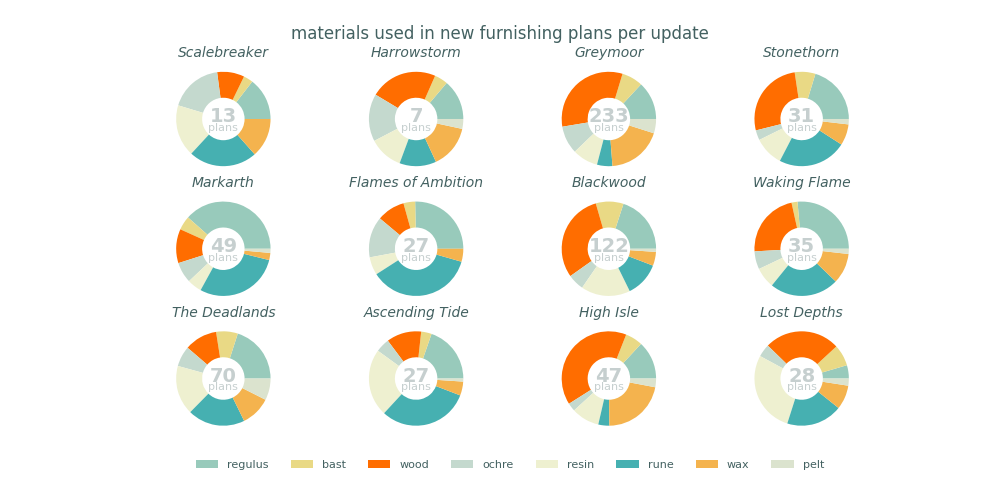 materials used in new furnishing plans per update
Scalebreaker
13
plans
Harrowstorm
7
plans
Greymoor
233
plans
Stonethorn
31
plans
Markarth
49
plans
Flames of Ambition
27
plans
Blackwood
122
plans
Waking Flame
35
plans
The Deadlands
70
plans
Ascending Tide
27
plans
High Isle
47
plans
Lost Depths
28
plans
regulus bast wood ochre resin rune wax pelt